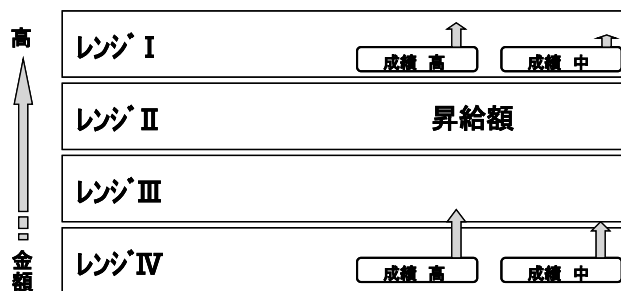 高
金額
レンジⅠ
成績 高
成績 中
レンジⅡ
昇給額
レンジⅢ
レンジⅣ
成績 高
成績 中